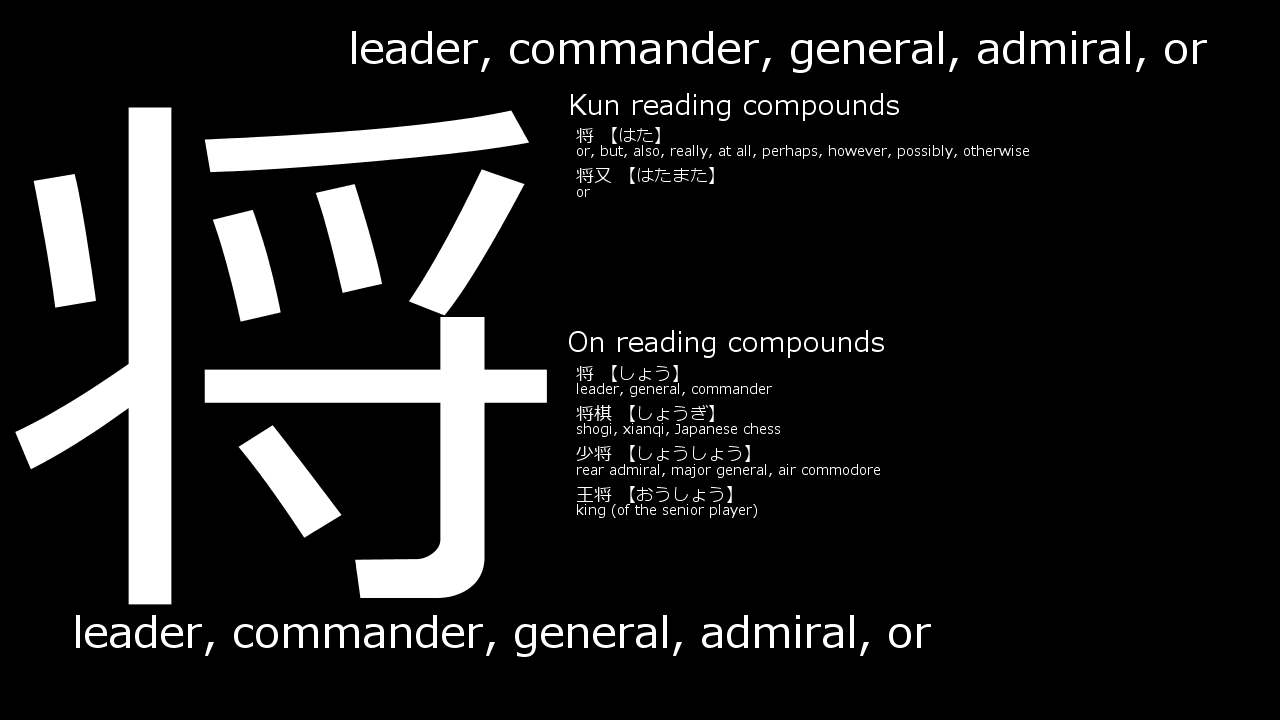 leader, commander, general, admiral, or
将
Kun reading compounds
将 【はた】
or, but, also, really, at all, perhaps, however, possibly, otherwise
将又 【はたまた】
or
On reading compounds
将 【しょう】
leader, general, commander
将棋 【しょうぎ】
shogi, xianqi, Japanese chess
少将 【しょうしょう】
rear admiral, major general, air commodore
王将 【おうしょう】
king (of the senior player)
leader, commander, general, admiral, or